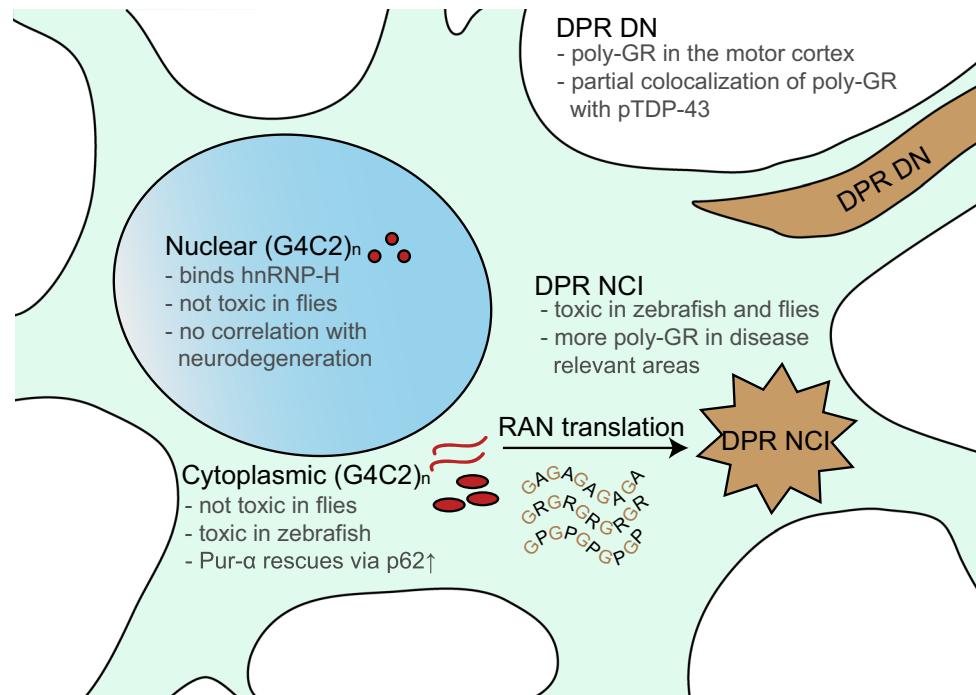 DPR DN
- poly-GR in the motor cortex
- partial colocalization of poly-GR
with pTDP-43
DPR DN
Nuclear (G4C2)n
- binds hnRNP-H
- not toxic in flies
- no correlation with
neurodegeneration
DPR NCI
- toxic in zebrafish and flies
- more poly-GR in disease
relevant areas
RAN translation
DPR NCI
Cytoplasmic (G4C2)n
- not toxic in flies
- toxic in zebrafish
- Pur-α rescues via p62↑
GAGAGAGAGA
GRGRGRGRGR
GPGPGPGPGP